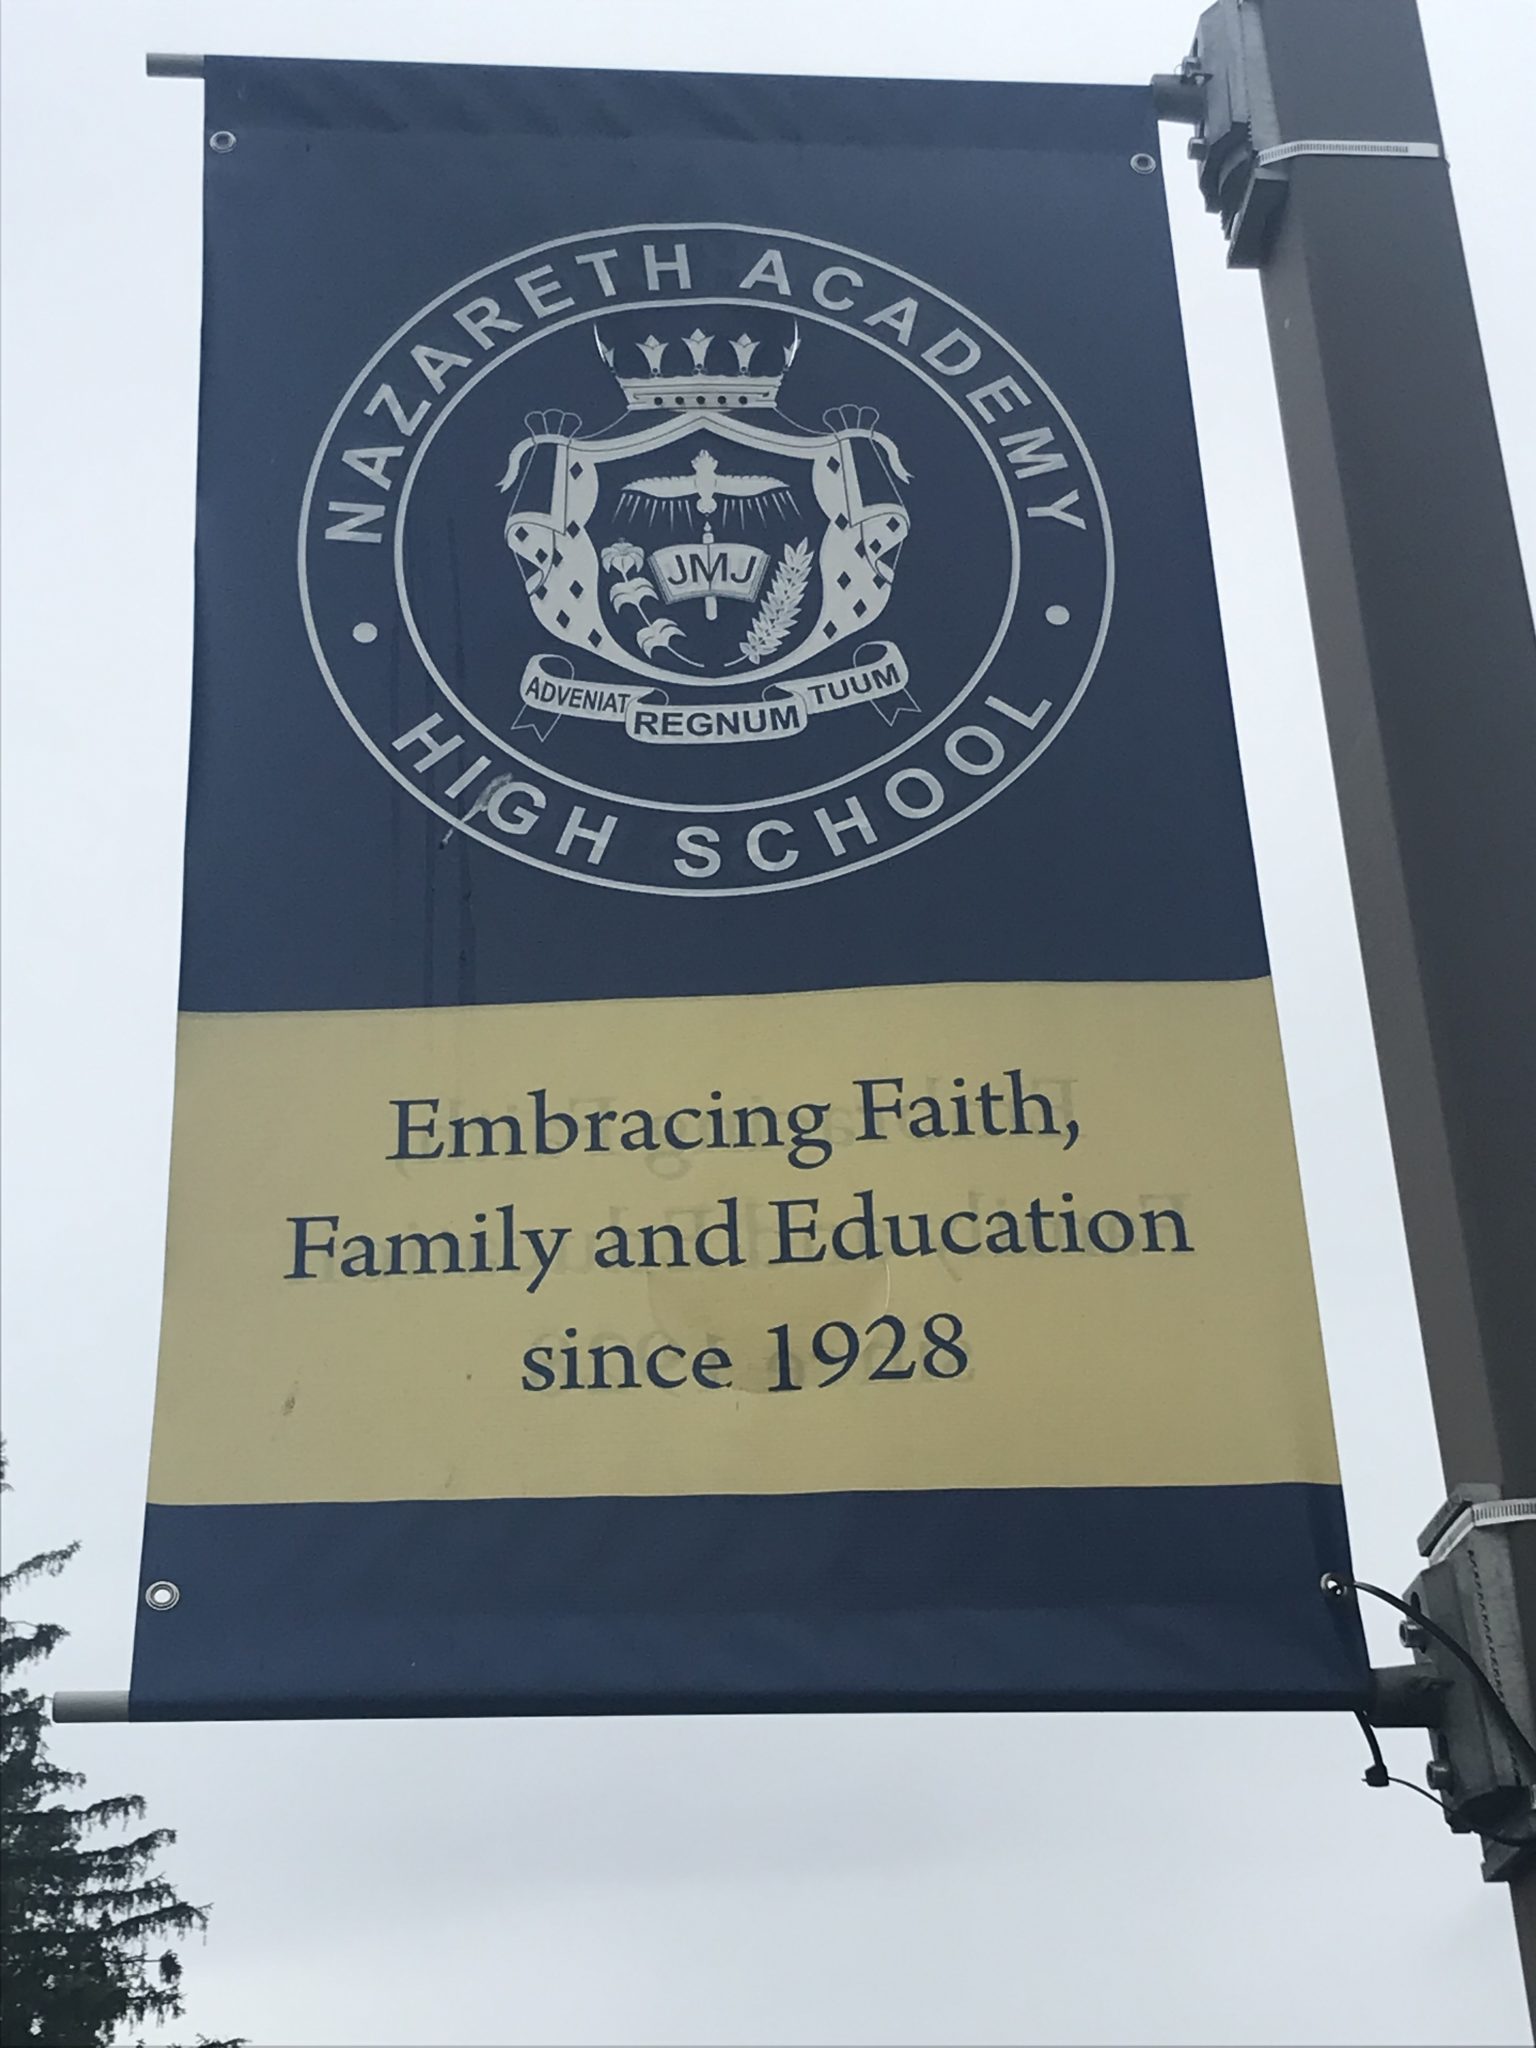 NAZARETH ACADEMY
JMJ
ADVENIAT REGNUM TUUM
HIGH SCHOOL
Embracing Faith,
Family and Education
since 1928